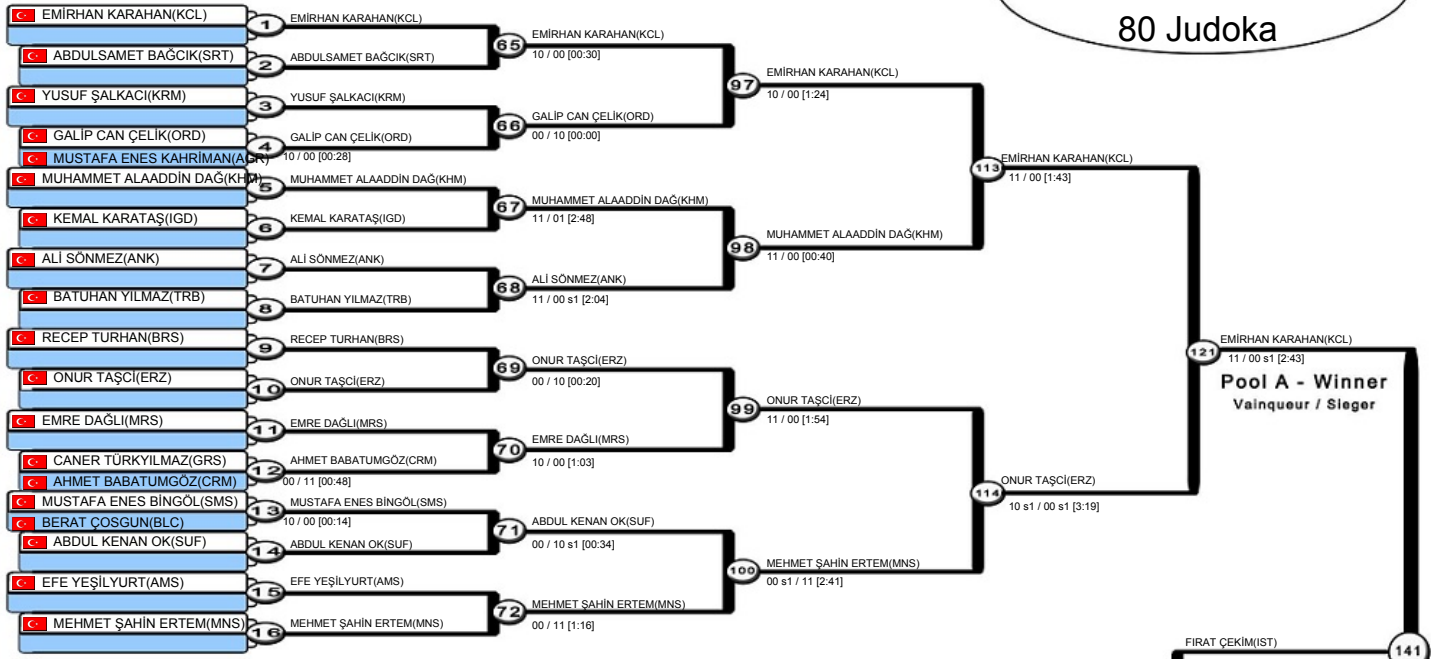 80 Judoka
EMİRHAN KARAHAN(KCL)
1
EMİRHAN KARAHAN(KCL)
ABDULSAMET BAĞCIK(SRT)
2
ABDULSAMET BAĞCIK(SRT)
65
EMİRHAN KARAHAN(KCL)
10 / 00 [00:30]
YUSUF ŞALKACI(KRM)
3
YUSUF ŞALKACI(KRM)
GALİP CAN ÇELİK(ORD)
MUSTAFA ENES KAHRİMAN(AGR)
4
GALİP CAN ÇELİK(ORD)
10 / 00 [00:28]
66
GALİP CAN ÇELİK(ORD)
00 / 10 [00:00]
97
EMİRHAN KARAHAN(KCL)
10 / 00 [1:24]
MUHAMMET ALAADDİN DAĞ(KHM)
5
MUHAMMET ALAADDİN DAĞ(KHM)
KEMAL KARATAŞ(IGD)
6
KEMAL KARATAŞ(IGD)
67
MUHAMMET ALAADDİN DAĞ(KHM)
11 / 01 [2:48]
ALİ SÖNMEZ(ANK)
7
ALİ SÖNMEZ(ANK)
BATUHAN YILMAZ(TRB)
8
BATUHAN YILMAZ(TRB)
68
ALİ SÖNMEZ(ANK)
11 / 00 s1 [2:04]
98
MUHAMMET ALAADDİN DAĞ(KHM)
11 / 00 [00:40]
113
EMİRHAN KARAHAN(KCL)
11 / 00 [1:43]
RECEP TURHAN(BRS)
9
RECEP TURHAN(BRS)
ONUR TAŞCİ(ERZ)
10
ONUR TAŞCİ(ERZ)
69
ONUR TAŞCİ(ERZ)
00 / 10 [00:20]
EMRE DAĞLI(MRS)
11
EMRE DAĞLI(MRS)
CANER TÜRKYILMAZ(GRS)
AHMET BABATUMGÖZ(CRM)
12
AHMET BABATUMGÖZ(CRM)
00 / 11 [00:48]
70
EMRE DAĞLI(MRS)
10 / 00 [1:03]
99
ONUR TAŞCİ(ERZ)
11 / 00 [1:54]
MUSTAFA ENES BİNGÖL(SMS)
BERAT ÇOSGUN(BLC)
13
MUSTAFA ENES BİNGÖL(SMS)
10 / 00 [00:14]
ABDUL KENAN OK(SUF)
14
ABDUL KENAN OK(SUF)
71
ABDUL KENAN OK(SUF)
00 / 10 s1 [00:34]
EFE YEŞİLYURT(AMS)
15
EFE YEŞİLYURT(AMS)
MEHMET ŞAHİN ERTEM(MNS)
16
MEHMET ŞAHİN ERTEM(MNS)
72
MEHMET ŞAHİN ERTEM(MNS)
00 / 11 [1:16]
100
MEHMET ŞAHİN ERTEM(MNS)
00 s1 / 11 [2:41]
114
ONUR TAŞCİ(ERZ)
10 s1 / 00 s1 [3:19]
121
EMİRHAN KARAHAN(KCL)
11 / 00 s1 [2:43]
Pool A - Winner
Vainqueur / Sieger
FIRAT ÇEKİM(IST)
141